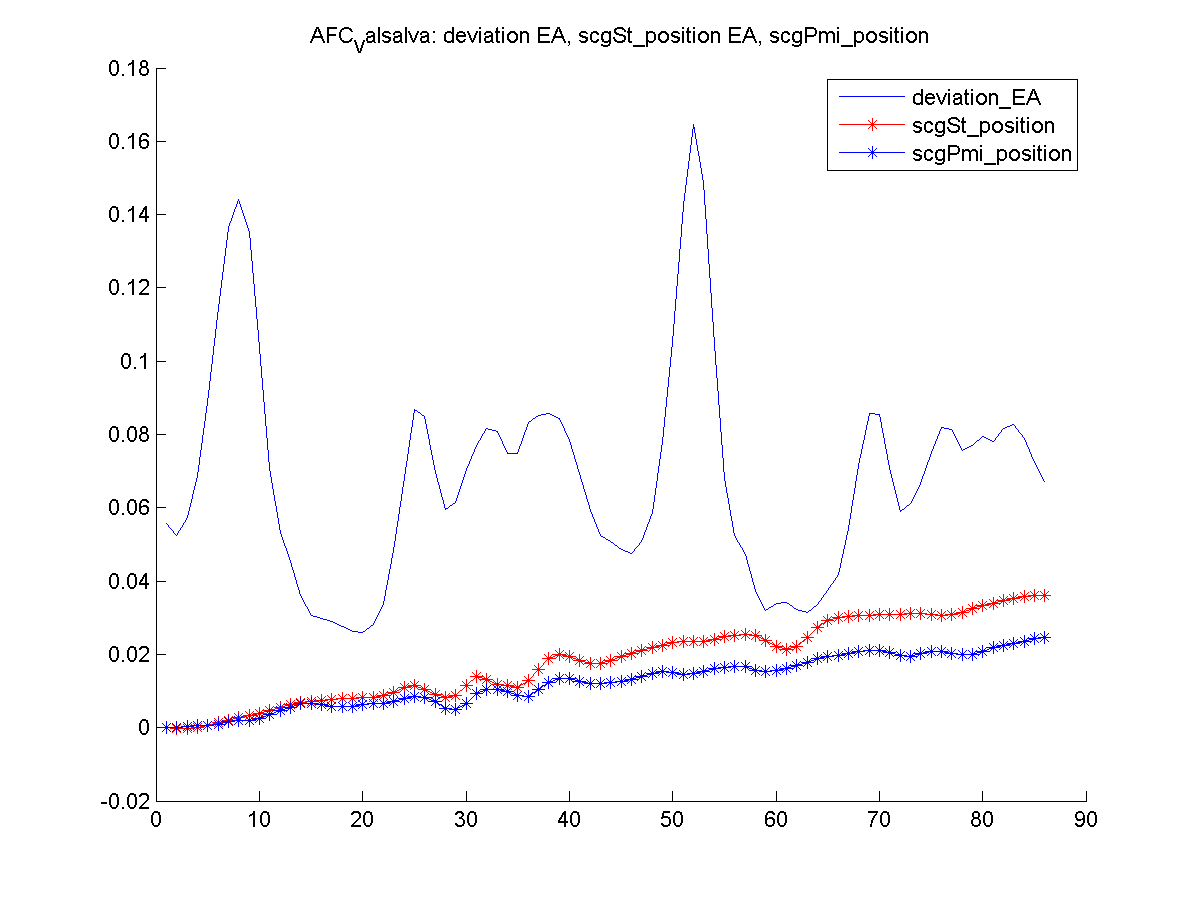 AFC_Valsalva: deviation EA, scgSt_position EA, scgPmi_position
0.18
deviation_EA
scgSt_position
scgPmi_position
0.16
0.14
0.12
0.1
0.08
0.06
0.04
0.02
0
-0.02
0 10 20 30 40 50 60 70 80 90